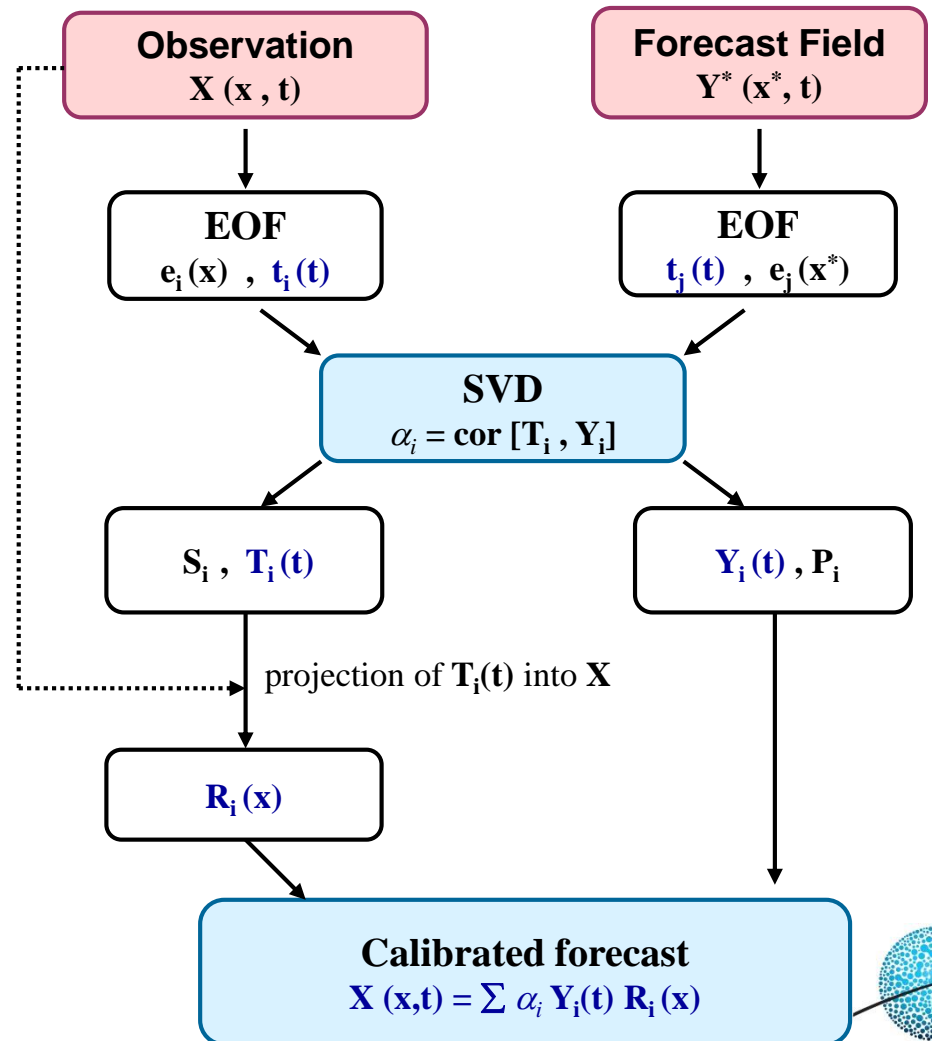 Observation
X (x , t)
Forecast Field
Y* (x*, t)
EOF
eᵢ(x) , tᵢ(t)
EOF
tⱼ(t) , eⱼ(x*)
SVD
αᵢ = cor [Tᵢ , Yᵢ]
Sᵢ , Tᵢ(t)
Yᵢ(t) , Pᵢ
projection of Tᵢ(t) into X
Rᵢ(x)
Calibrated forecast
X (x,t) = ∑ αᵢ Yᵢ(t) Rᵢ(x)